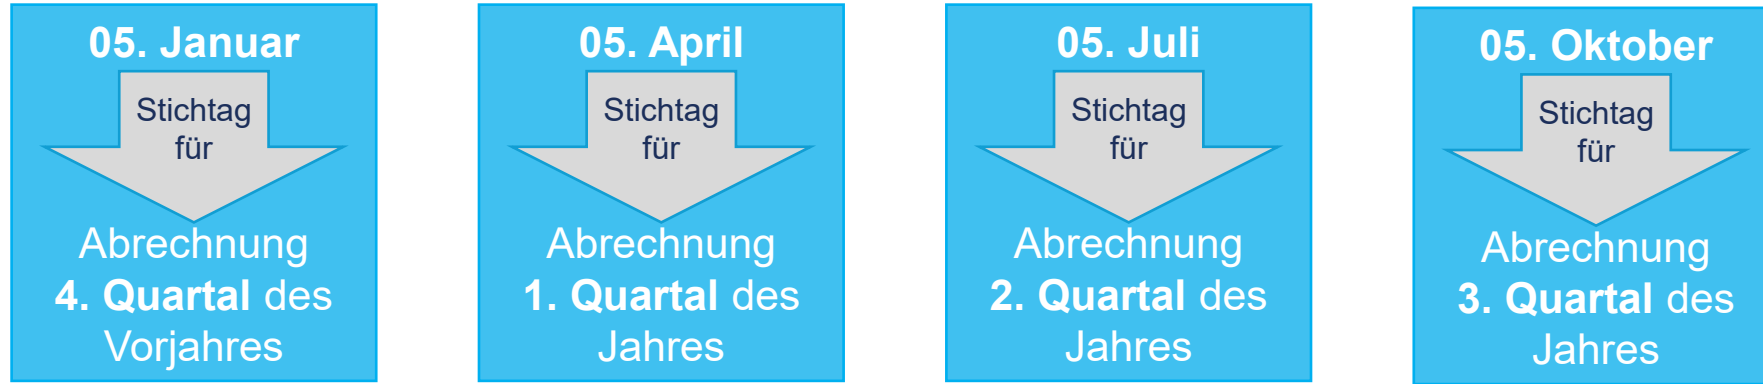 05. Januar
Stichtag
für
Abrechnung
4. Quartal des
Vorjahres
05. April
Stichtag
für
Abrechnung
1. Quartal des
Jahres
05. Juli
Stichtag
für
Abrechnung
2. Quartal des
Jahres
05. Oktober
Stichtag
für
Abrechnung
3. Quartal des
Jahres